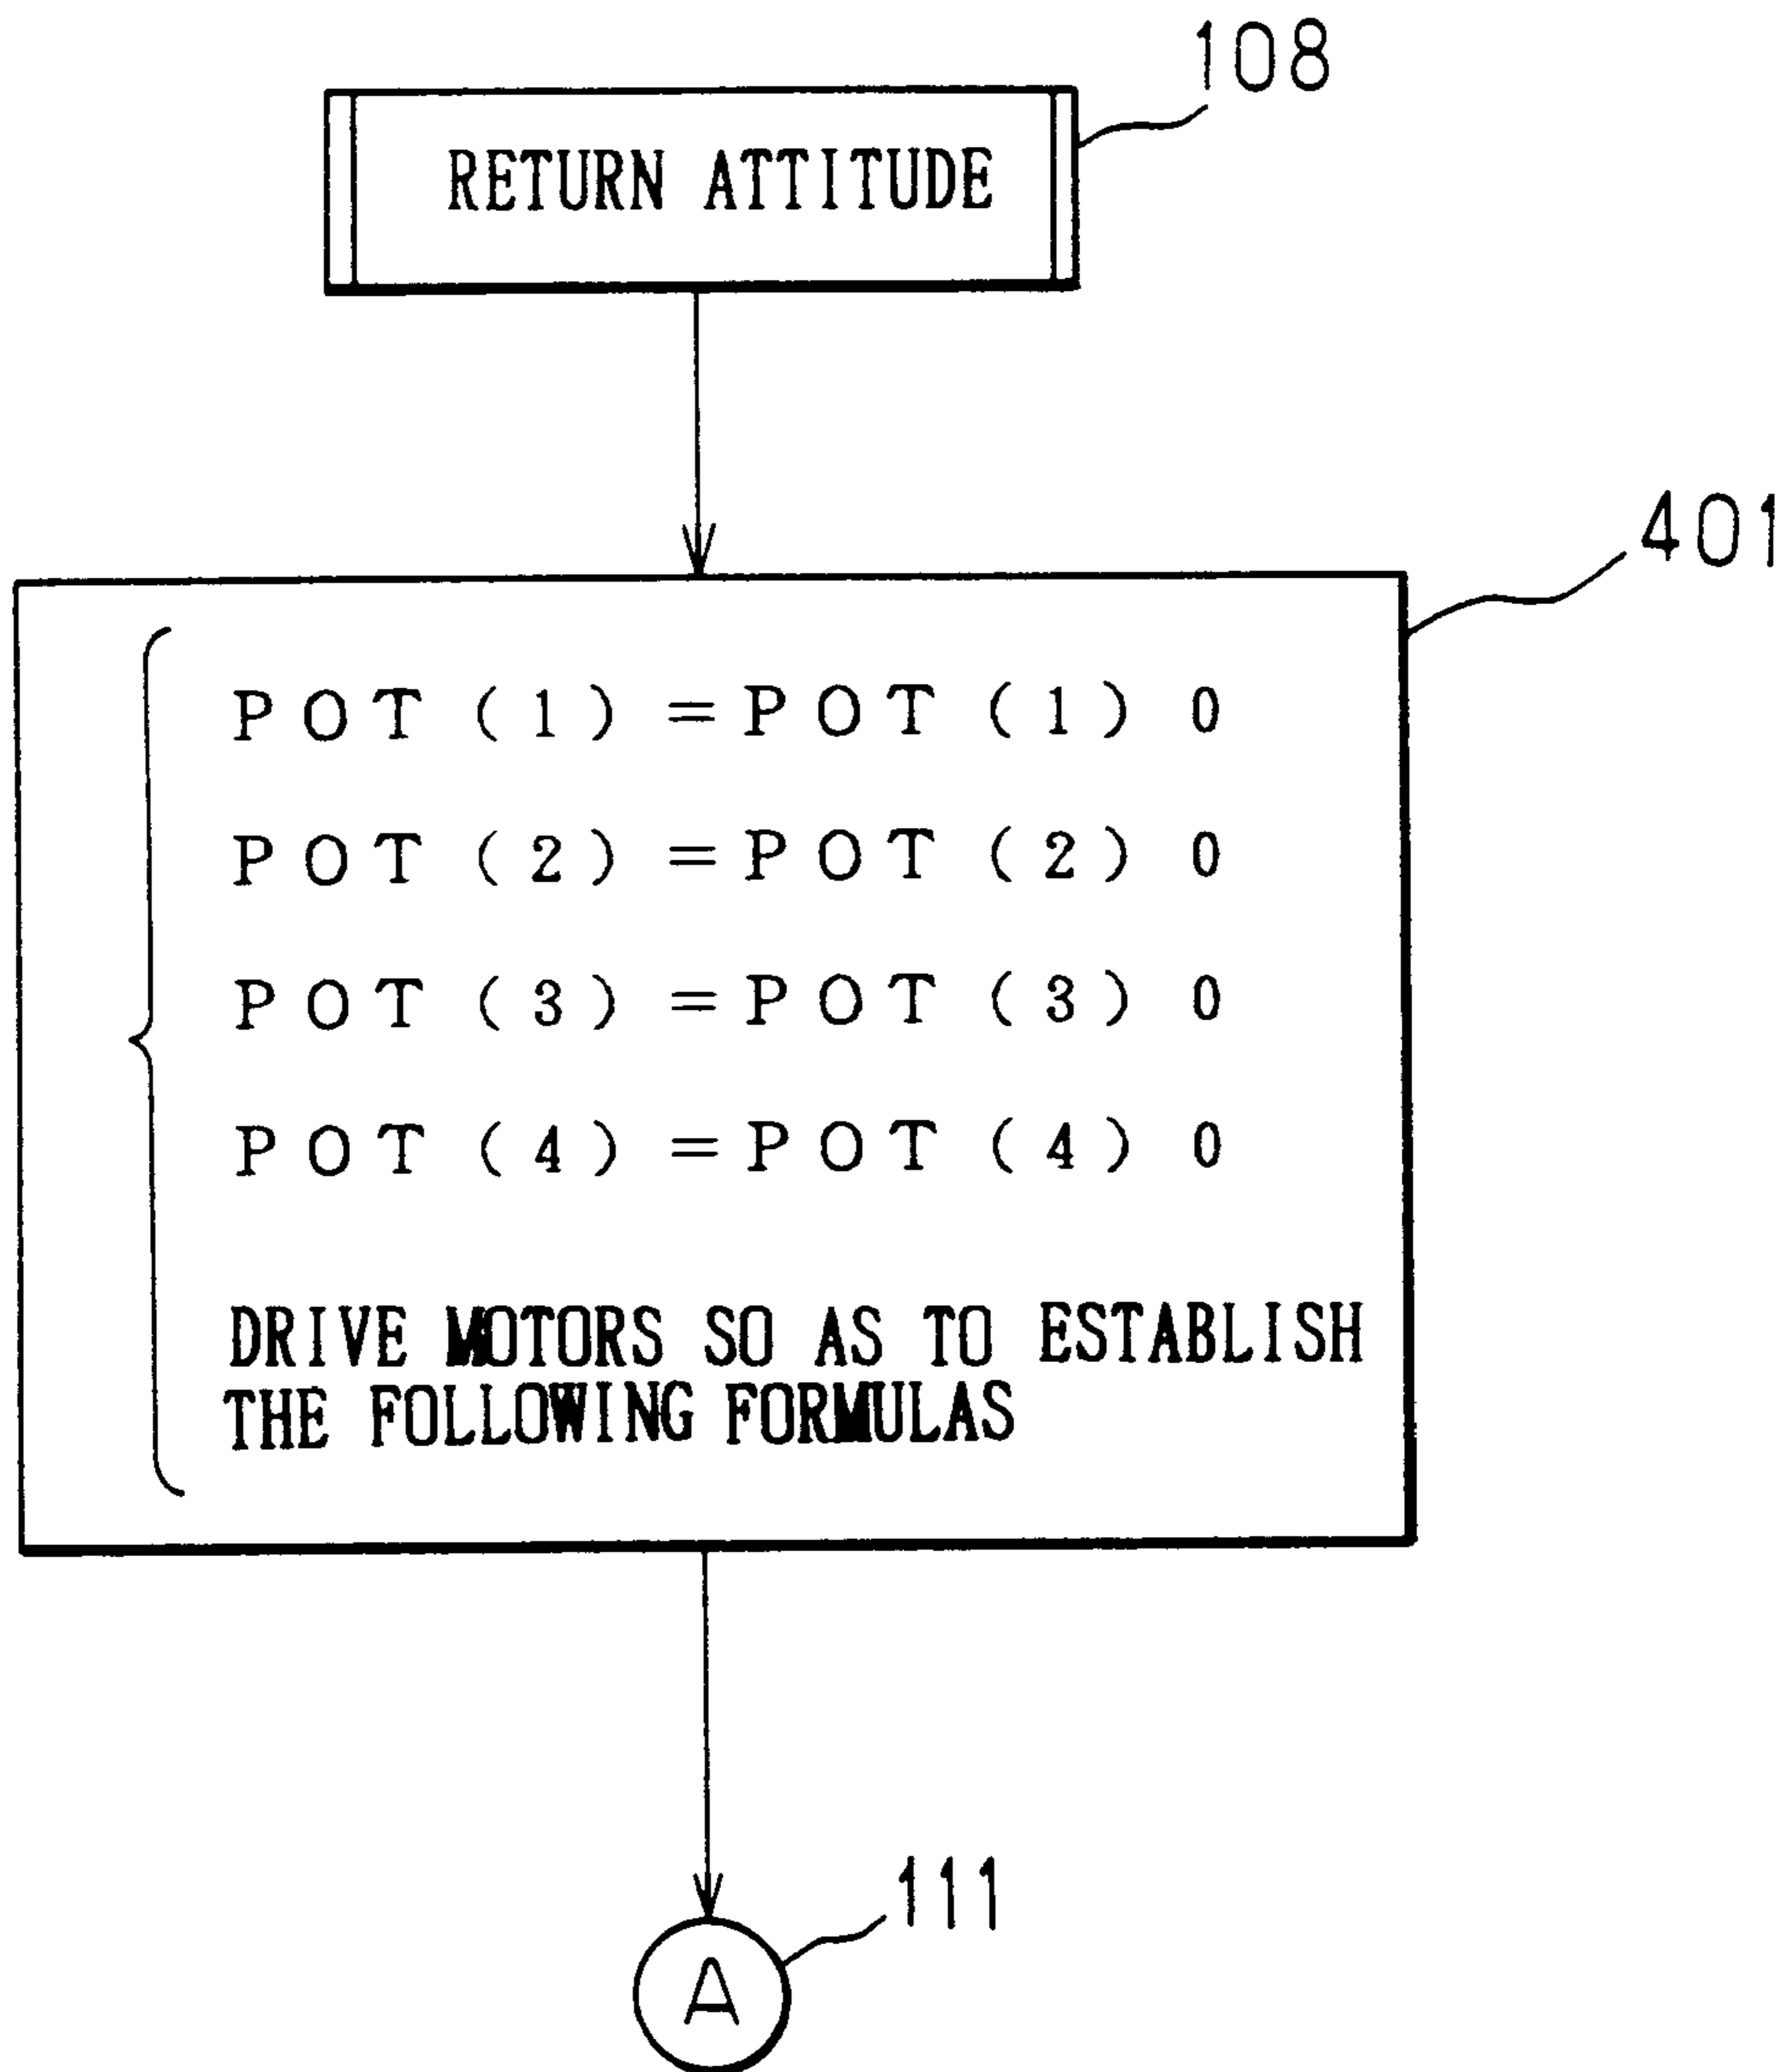 108
RETURN ATTITUDE
401
POT (1) = POT (1) 0
POT (2) = POT (2) 0
POT (3) = POT (3) 0
POT (4) = POT (4) 0
DRIVE MOTORS SO AS TO ESTABLISH
THE FOLLOWING FORMULAS
111
A